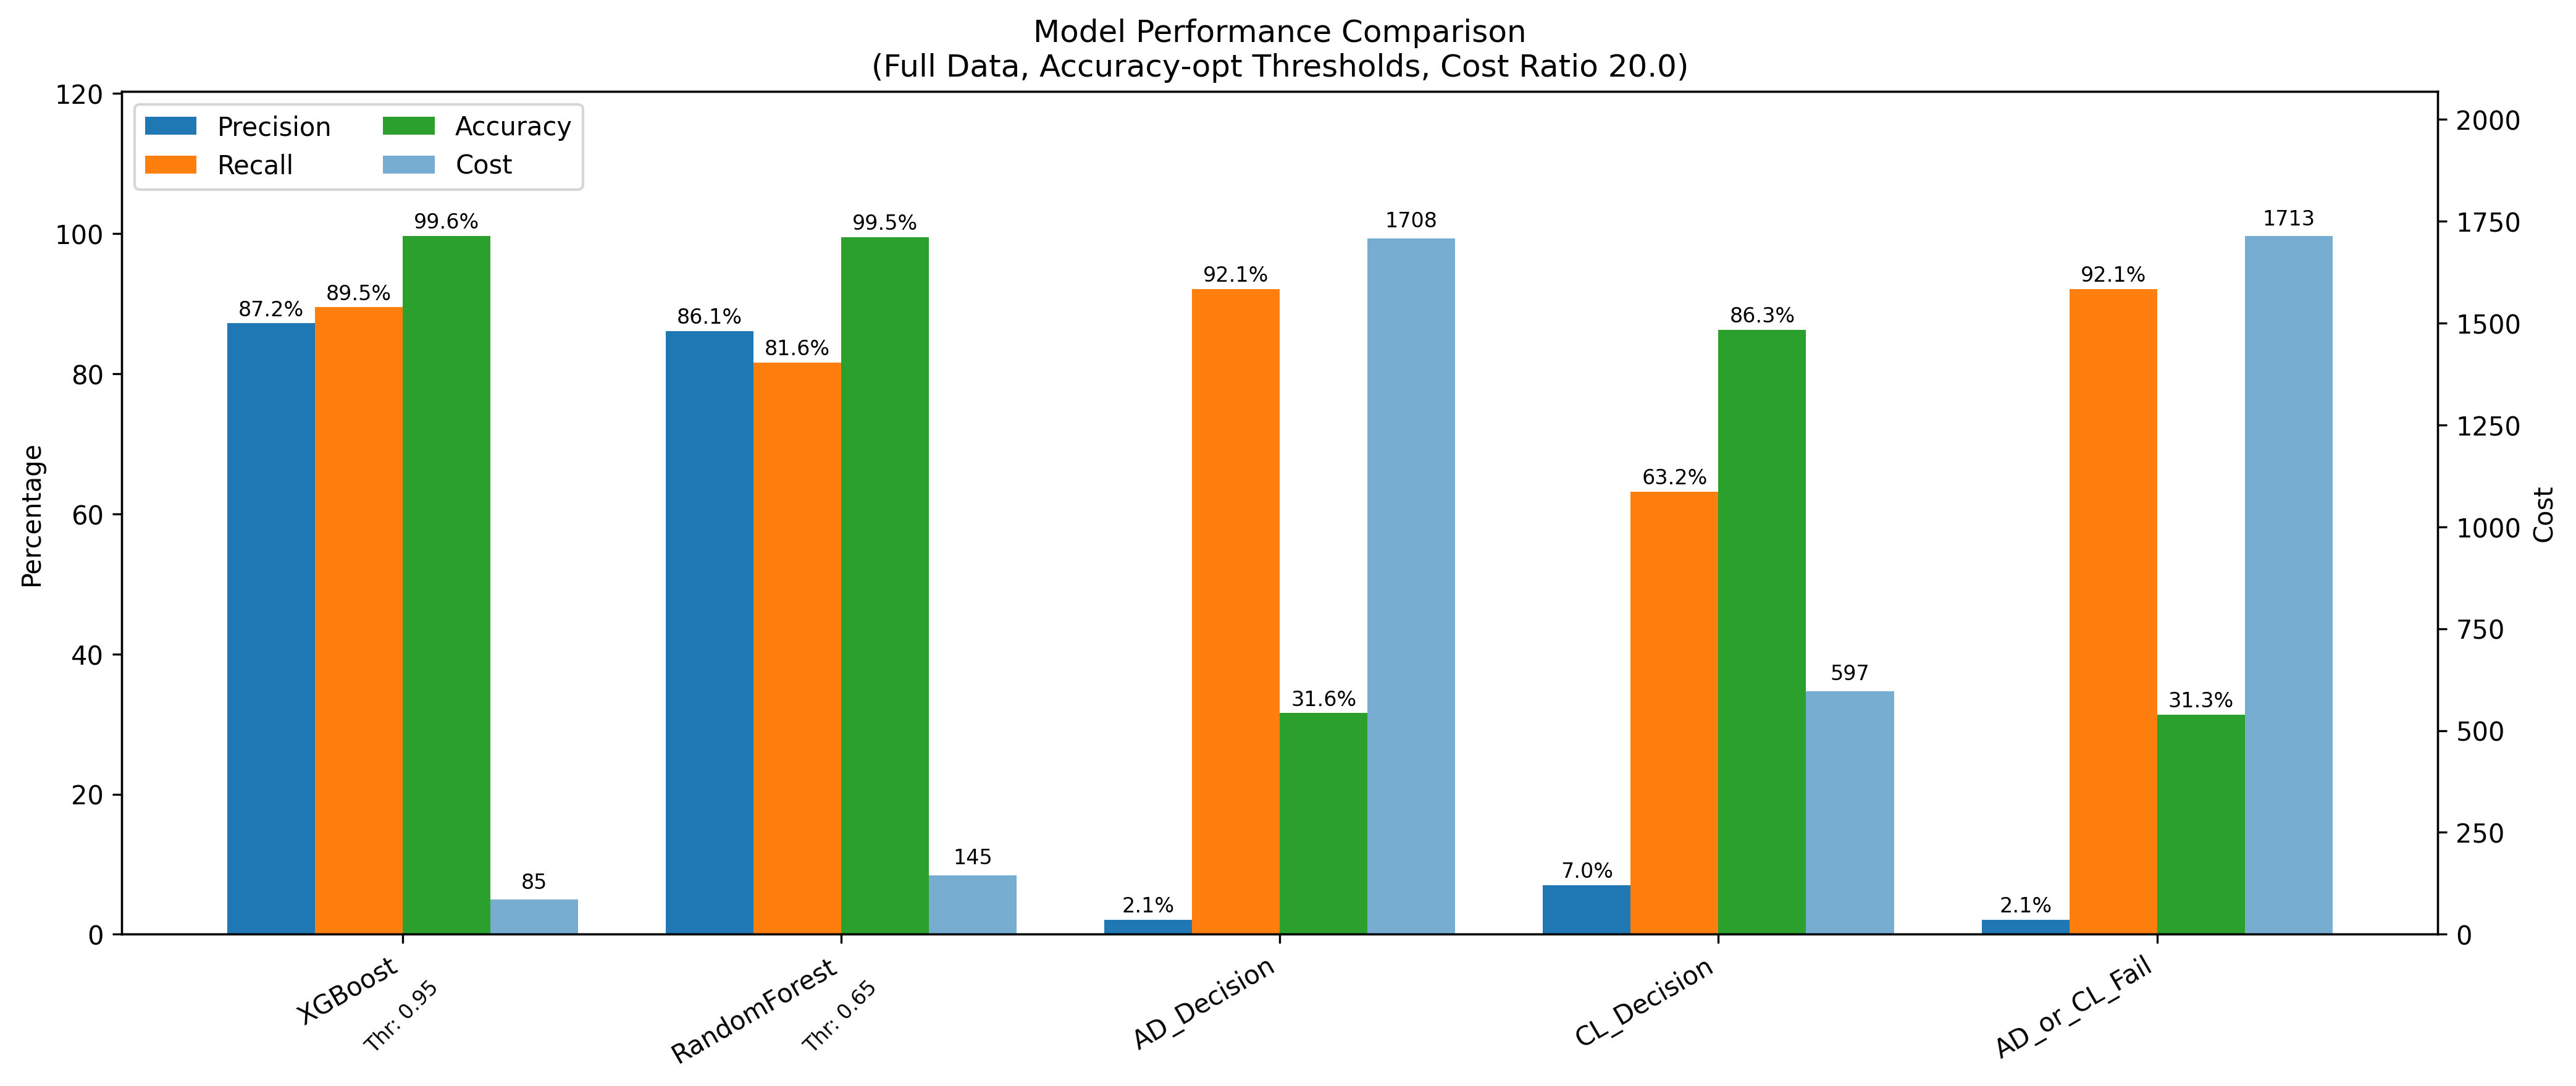 Model Performance Comparison
(Full Data, Accuracy-opt Thresholds, Cost Ratio 20.0)
Precision
Recall
Accuracy
Cost
Percentage
120
100
80
60
40
20
0
Cost
2000
1750
1500
1250
1000
750
500
250
0
87.2%
89.5%
99.6%
85
86.1%
81.6%
99.5%
145
2.1%
92.1%
31.6%
1708
7.0%
63.2%
86.3%
597
2.1%
92.1%
31.3%
1713
XGBoost
Thr: 0.95
RandomForest
Thr: 0.65
AD_Decision
CL_Decision
AD_or_CL_Fail